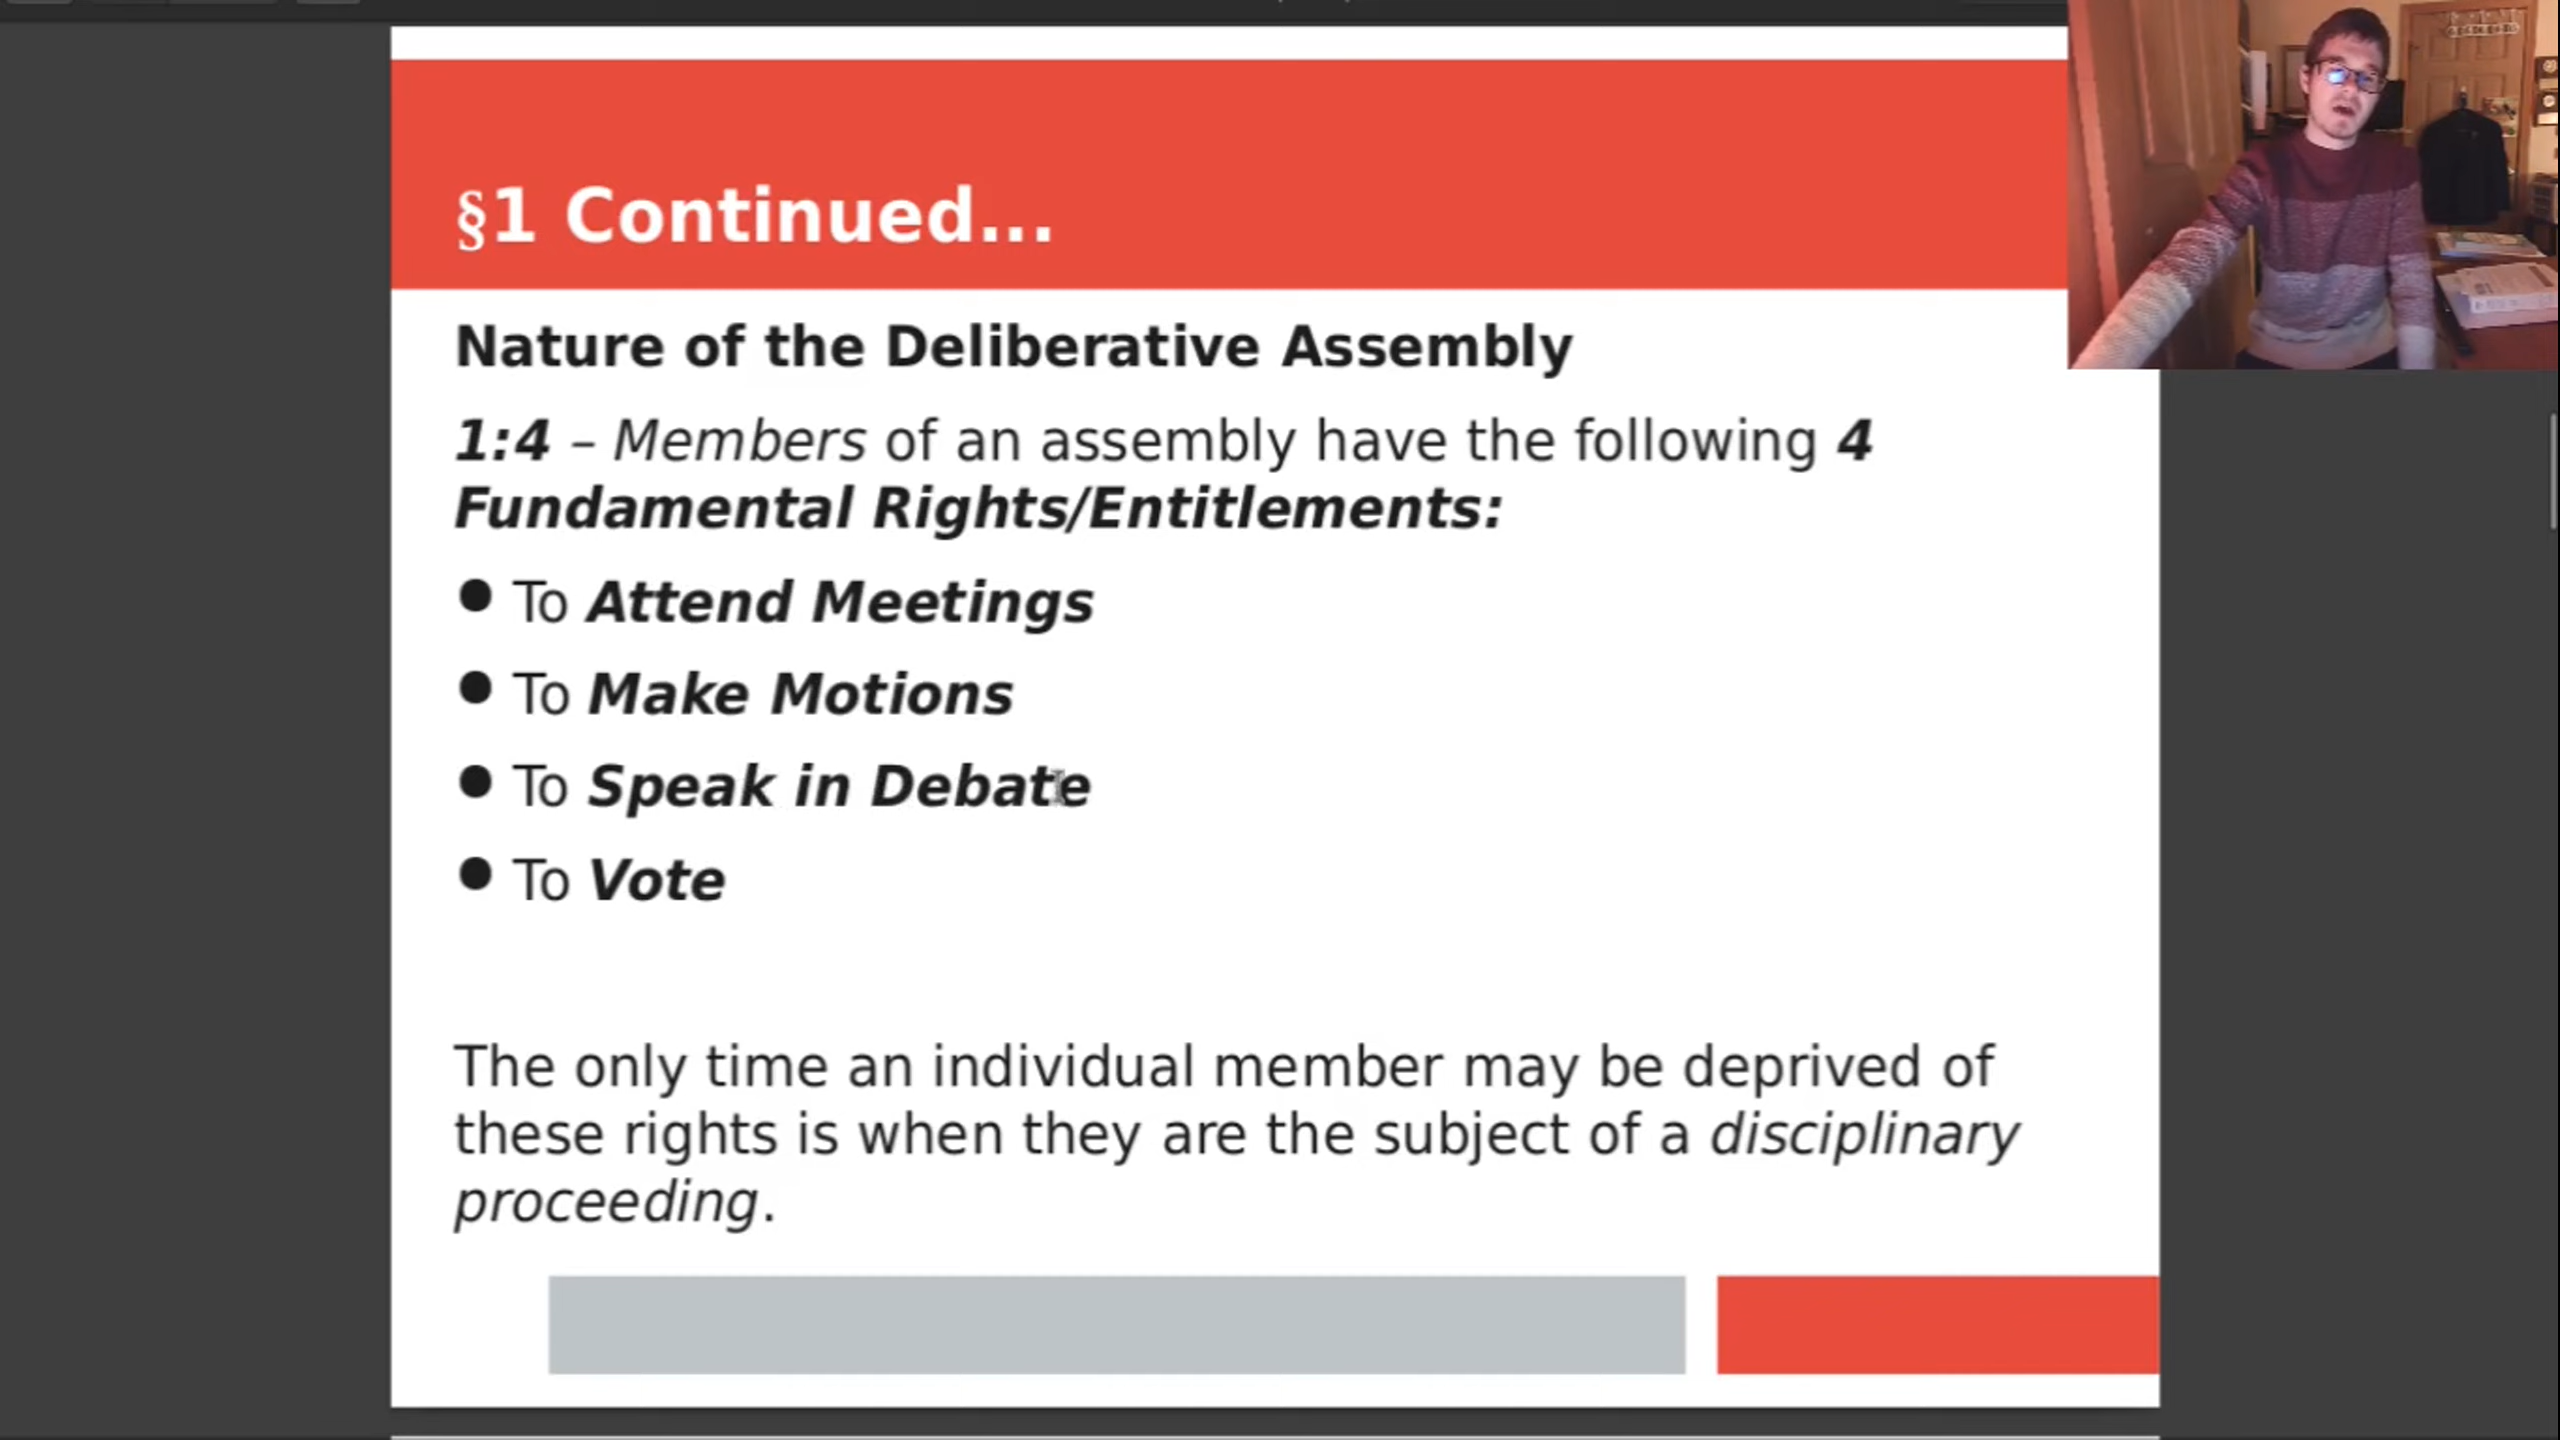 §1 Continued...
Nature of the Deliberative Assembly
1:4 – Members of an assembly have the following 4
Fundamental Rights/Entitlements:
● To Attend Meetings
● To Make Motions
● To Speak in Debate
● To Vote
The only time an individual member may be deprived of
these rights is when they are the subject of a disciplinary
proceeding.